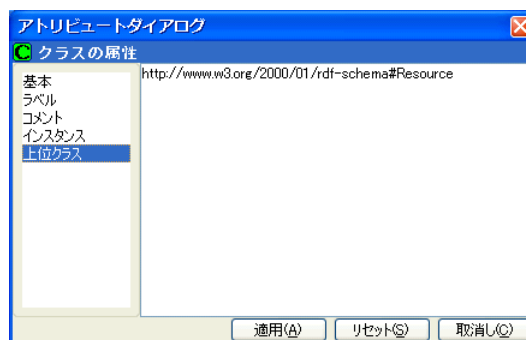 アトリビュートダイアログ
C クラスの属性
基本
ラベル
コメント
インスタンス
上位クラス
http://www.w3.org/2000/01/rdf-schema#Resource
適用(A) リセット(S) 取消し(C)